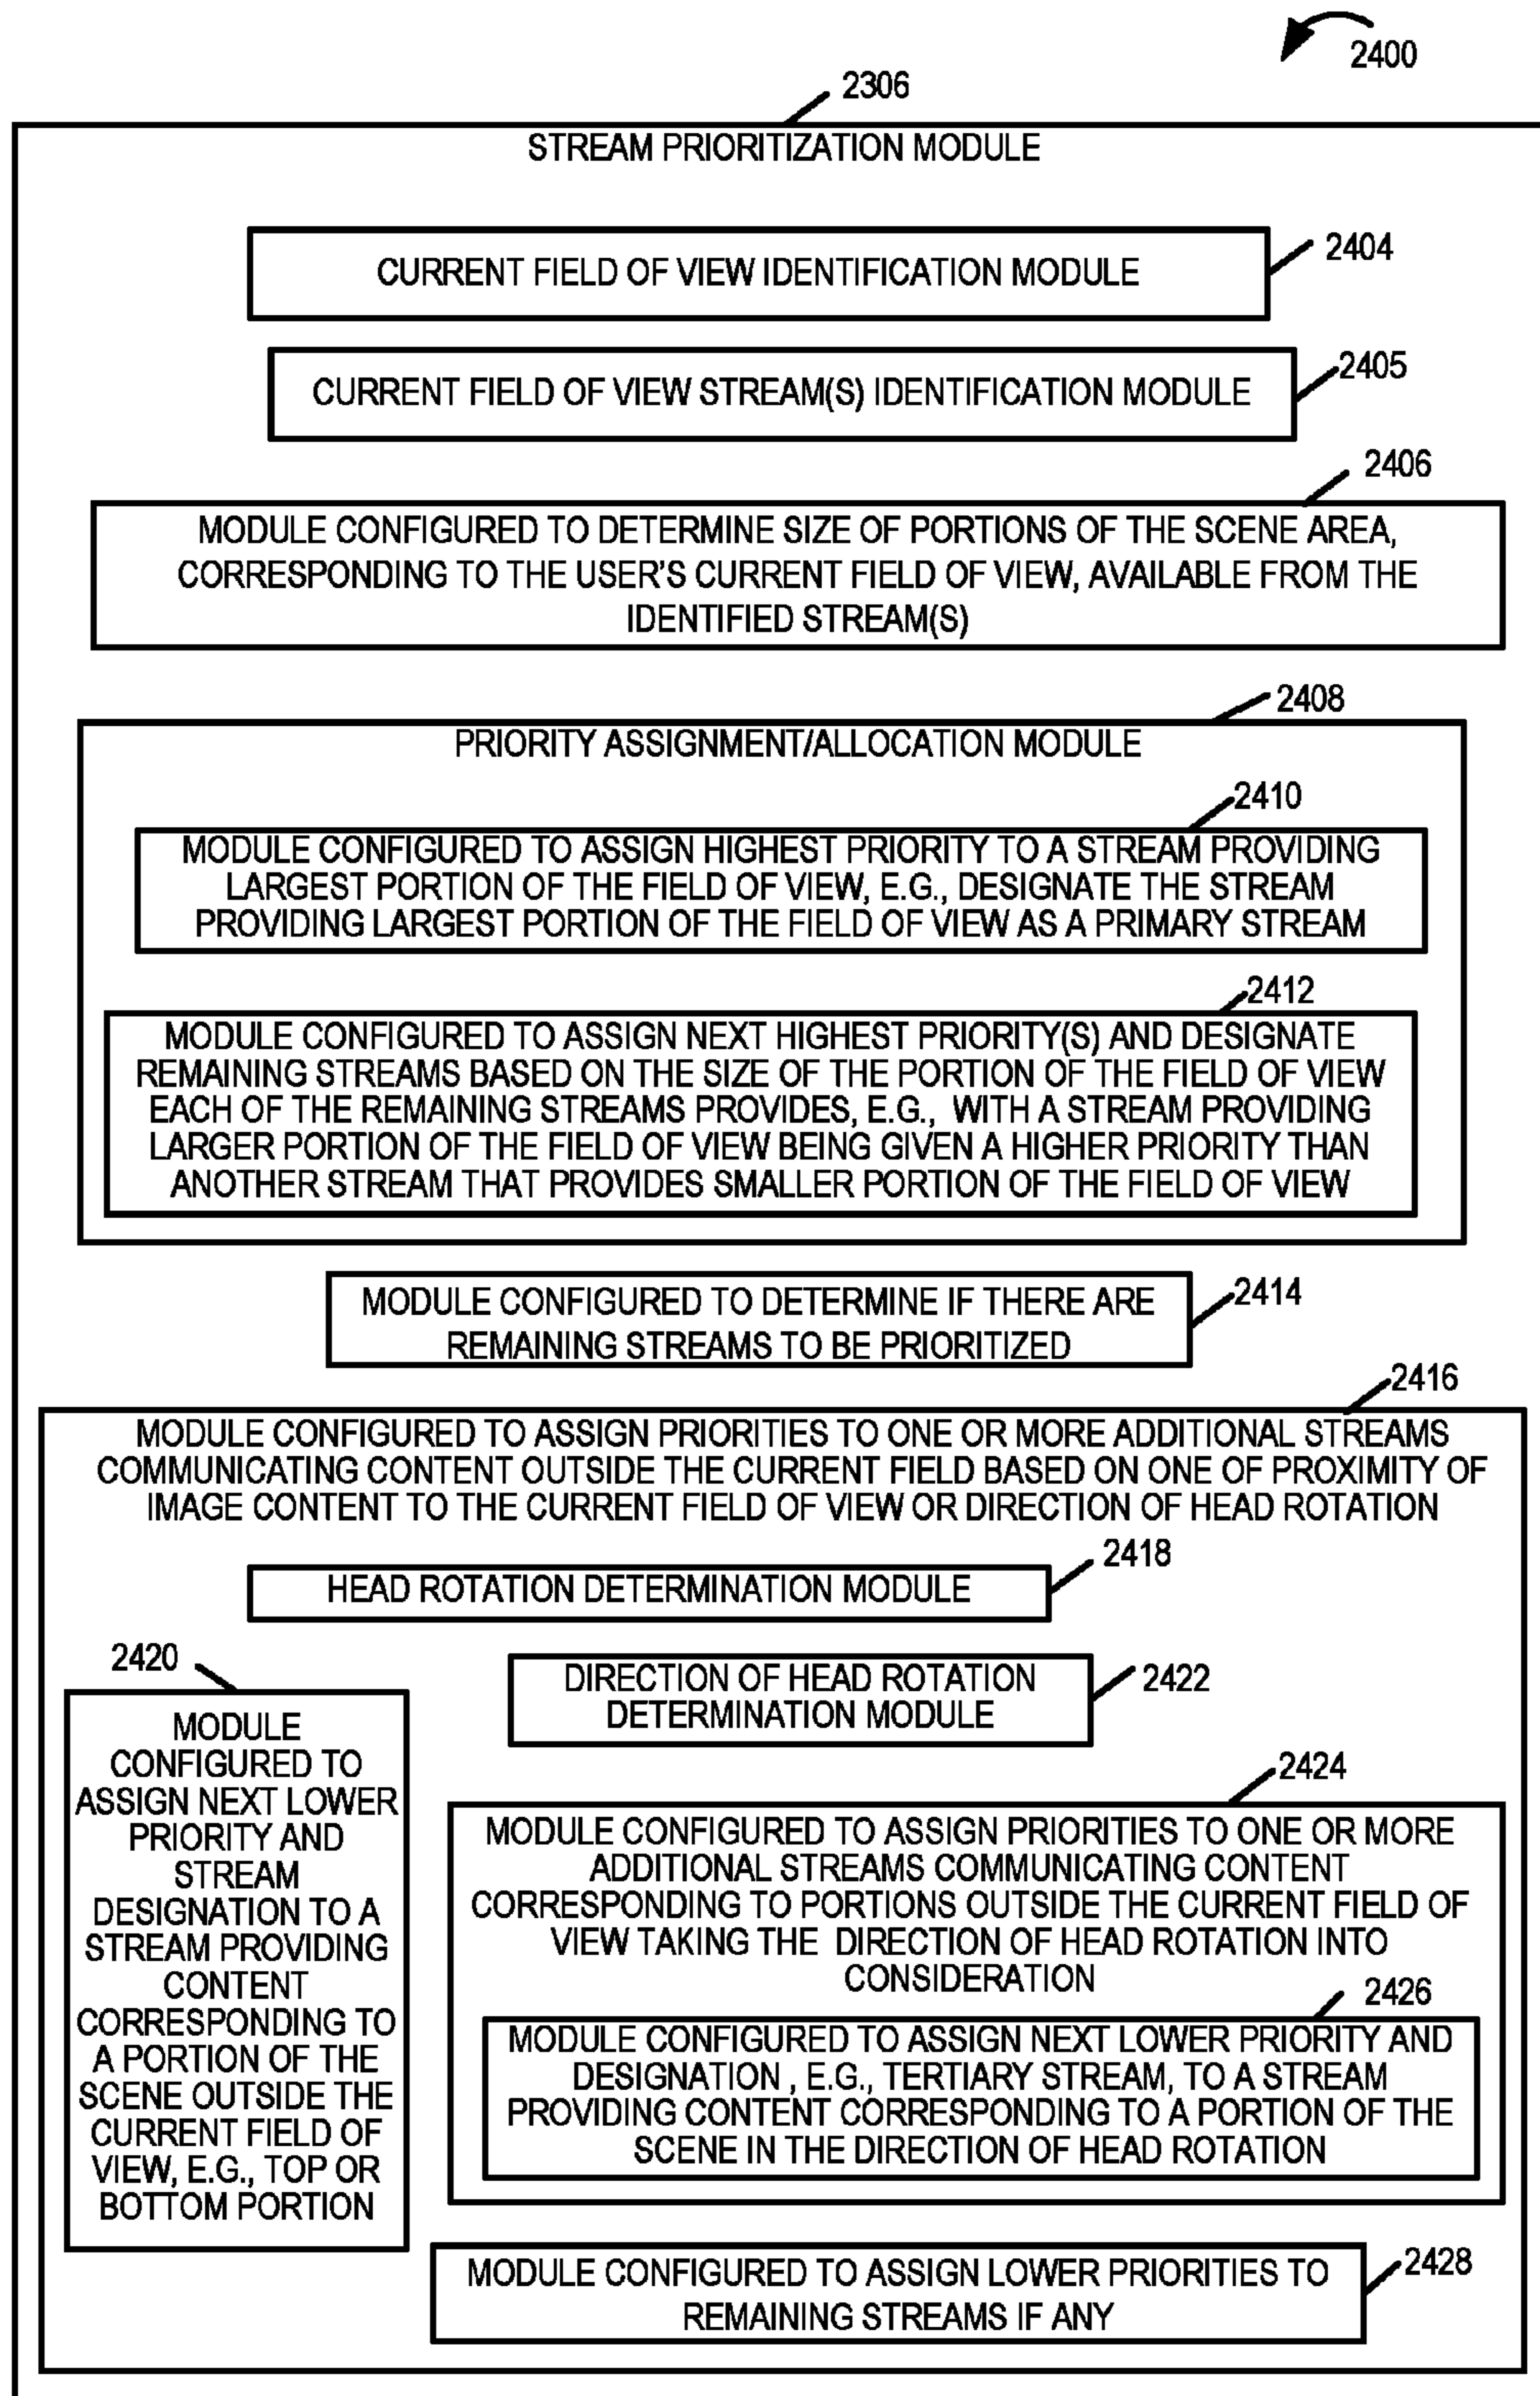 2400
2306
STREAM PRIORITIZATION MODULE
2404
CURRENT FIELD OF VIEW IDENTIFICATION MODULE
2405
CURRENT FIELD OF VIEW STREAM(S) IDENTIFICATION MODULE
2406
MODULE CONFIGURED TO DETERMINE SIZE OF PORTIONS OF THE SCENE AREA,
CORRESPONDING TO THE USER'S CURRENT FIELD OF VIEW, AVAILABLE FROM THE
IDENTIFIED STREAM(S)
2408
PRIORITY ASSIGNMENT/ALLOCATION MODULE
2410
MODULE CONFIGURED TO ASSIGN HIGHEST PRIORITY TO A STREAM PROVIDING
LARGEST PORTION OF THE FIELD OF VIEW, E.G., DESIGNATE THE STREAM
PROVIDING LARGEST PORTION OF THE FIELD OF VIEW AS A PRIMARY STREAM
2412
MODULE CONFIGURED TO ASSIGN NEXT HIGHEST PRIORITY(S) AND DESIGNATE
REMAINING STREAMS BASED ON THE SIZE OF THE PORTION OF THE FIELD OF VIEW
EACH OF THE REMAINING STREAMS PROVIDES, E.G., WITH A STREAM PROVIDING
LARGER PORTION OF THE FIELD OF VIEW BEING GIVEN A HIGHER PRIORITY THAN
ANOTHER STREAM THAT PROVIDES SMALLER PORTION OF THE FIELD OF VIEW
2414
MODULE CONFIGURED TO DETERMINE IF THERE ARE
REMAINING STREAMS TO BE PRIORITIZED
2416
MODULE CONFIGURED TO ASSIGN PRIORITIES TO ONE OR MORE ADDITIONAL STREAMS
COMMUNICATING CONTENT OUTSIDE THE CURRENT FIELD BASED ON ONE OF PROXIMITY OF
IMAGE CONTENT TO THE CURRENT FIELD OF VIEW OR DIRECTION OF HEAD ROTATION
2418
HEAD ROTATION DETERMINATION MODULE
2420
MODULE
CONFIGURED TO
ASSIGN NEXT LOWER
PRIORITY AND
STREAM
DESIGNATION TO A
STREAM PROVIDING
CONTENT
CORRESPONDING TO
A PORTION OF THE
SCENE OUTSIDE THE
CURRENT FIELD OF
VIEW, E.G., TOP OR
BOTTOM PORTION
2422
DIRECTION OF HEAD ROTATION
DETERMINATION MODULE
2424
MODULE CONFIGURED TO ASSIGN PRIORITIES TO ONE OR MORE
ADDITIONAL STREAMS COMMUNICATING CONTENT
CORRESPONDING TO PORTIONS OUTSIDE THE CURRENT FIELD OF
VIEW TAKING THE DIRECTION OF HEAD ROTATION INTO
CONSIDERATION
2426
MODULE CONFIGURED TO ASSIGN NEXT LOWER PRIORITY AND
DESIGNATION , E.G., TERTIARY STREAM, TO A STREAM
PROVIDING CONTENT CORRESPONDING TO A PORTION OF THE
SCENE IN THE DIRECTION OF HEAD ROTATION
2428
MODULE CONFIGURED TO ASSIGN LOWER PRIORITIES TO
REMAINING STREAMS IF ANY